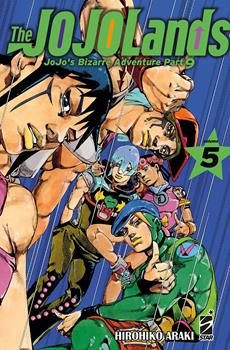 The JOJOLands
JoJo's Bizarre Adventure Part 9
5
HIROHIKO ARAKI
STAR